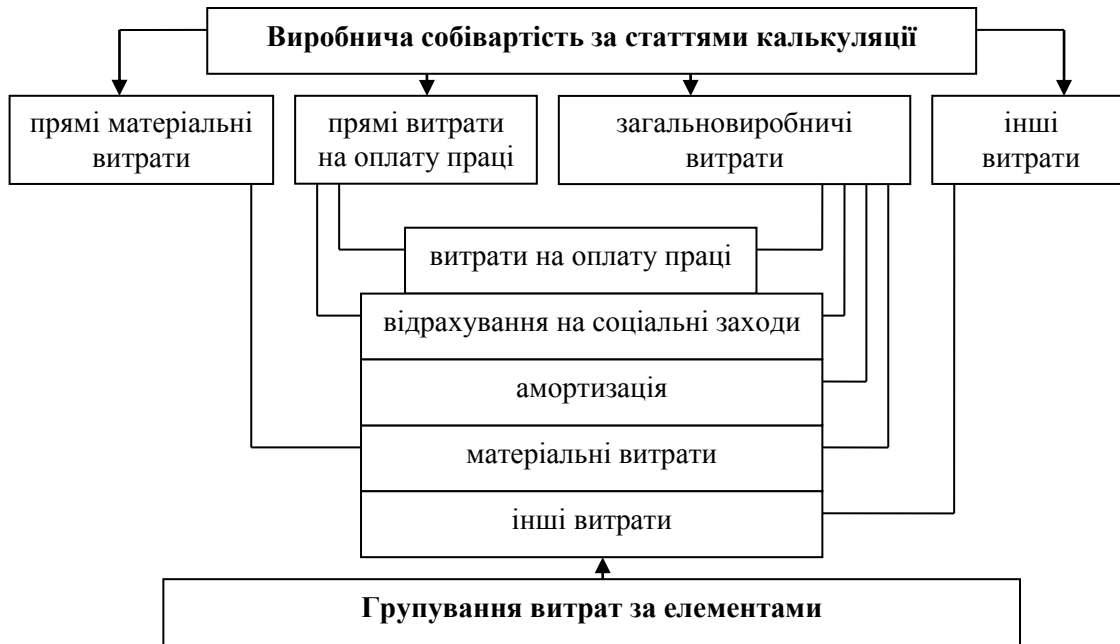 Виробнича собівартість за статтями калькуляції
прямі матеріальні
витрати
прямі витрати
на оплату праці
загальновиробничі
витрати
інші
витрати
витрати на оплату праці
відрахування на соціальні заходи
амортизація
матеріальні витрати
інші витрати
Групування витрат за елементами